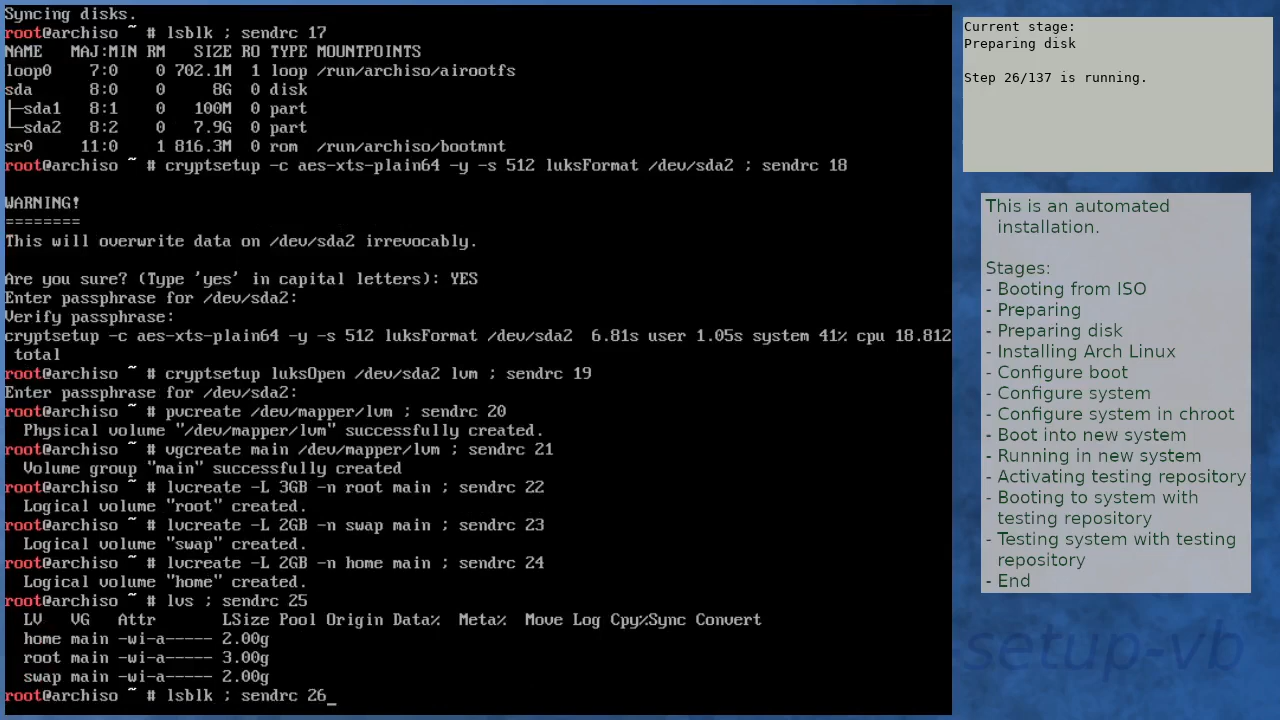 Syncing disks.
root@archiso ~ # lsblk ; sendrc 17
NAME   MAJ:MIN RM   SIZE RO TYPE MOUNTPOINTS
loop0    7:0    0 702.1M  1 loop /run/archiso/airootfs
sda      8:0    0     8G  0 disk
├─sda1   8:1    0   100M  0 part
└─sda2   8:2    0   7.9G  0 part
sr0     11:0    1 816.3M  0 rom  /run/archiso/bootmnt
root@archiso ~ # cryptsetup -c aes-xts-plain64 -y -s 512 luksFormat /dev/sda2 ; sendrc 18
WARNING!
========
This will overwrite data on /dev/sda2 irrevocably.
Are you sure? (Type 'yes' in capital letters): YES
Enter passphrase for /dev/sda2:
Verify passphrase:
cryptsetup -c aes-xts-plain64 -y -s 512 luksFormat /dev/sda2  6.81s user 1.05s system 41% cpu 18.812
 total
root@archiso ~ # cryptsetup luksOpen /dev/sda2 lvm ; sendrc 19
Enter passphrase for /dev/sda2:
root@archiso ~ # pvcreate /dev/mapper/lvm ; sendrc 20
  Physical volume "/dev/mapper/lvm" successfully created.
root@archiso ~ # vgcreate main /dev/mapper/lvm ; sendrc 21
  Volume group "main" successfully created
root@archiso ~ # lvcreate -L 3GB -n root main ; sendrc 22
  Logical volume "root" created.
root@archiso ~ # lvcreate -L 2GB -n swap main ; sendrc 23
  Logical volume "swap" created.
root@archiso ~ # lvcreate -L 2GB -n home main ; sendrc 24
  Logical volume "home" created.
root@archiso ~ # lvs ; sendrc 25
  LV   VG   Attr       LSize Pool Origin Data%  Meta%  Move Log Cpy%Sync Convert
  home main -wi-a----- 2.00g
  root main -wi-a----- 3.00g
  swap main -wi-a----- 2.00g
root@archiso ~ # lsblk ; sendrc 26_
Current stage:
Preparing disk
Step 26/137 is running.
This is an automated
installation.
Stages:
- Booting from ISO
- Preparing
- Preparing disk
- Installing Arch Linux
- Configure boot
- Configure system
- Configure system in chroot
- Boot into new system
- Running in new system
- Activating testing repository
- Booting to system with
testing repository
- Testing system with testing
repository
- End
setup-vb